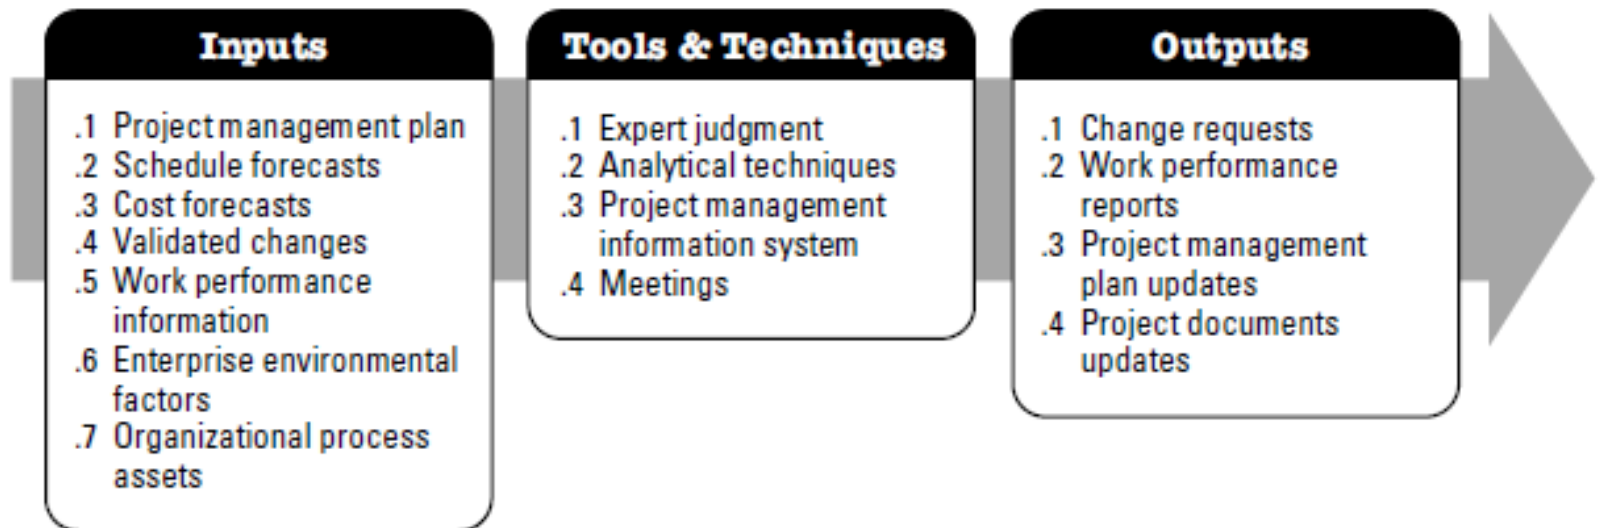 Inputs
.1 Project management plan
.2 Schedule forecasts
.3 Cost forecasts
.4 Validated changes
.5 Work performance
information
.6 Enterprise environmental
factors
.7 Organizational process
assets
Tools & Techniques
.1 Expert judgment
.2 Analytical techniques
.3 Project management
information system
.4 Meetings
Outputs
.1 Change requests
.2 Work performance
reports
.3 Project management
plan updates
.4 Project documents
updates